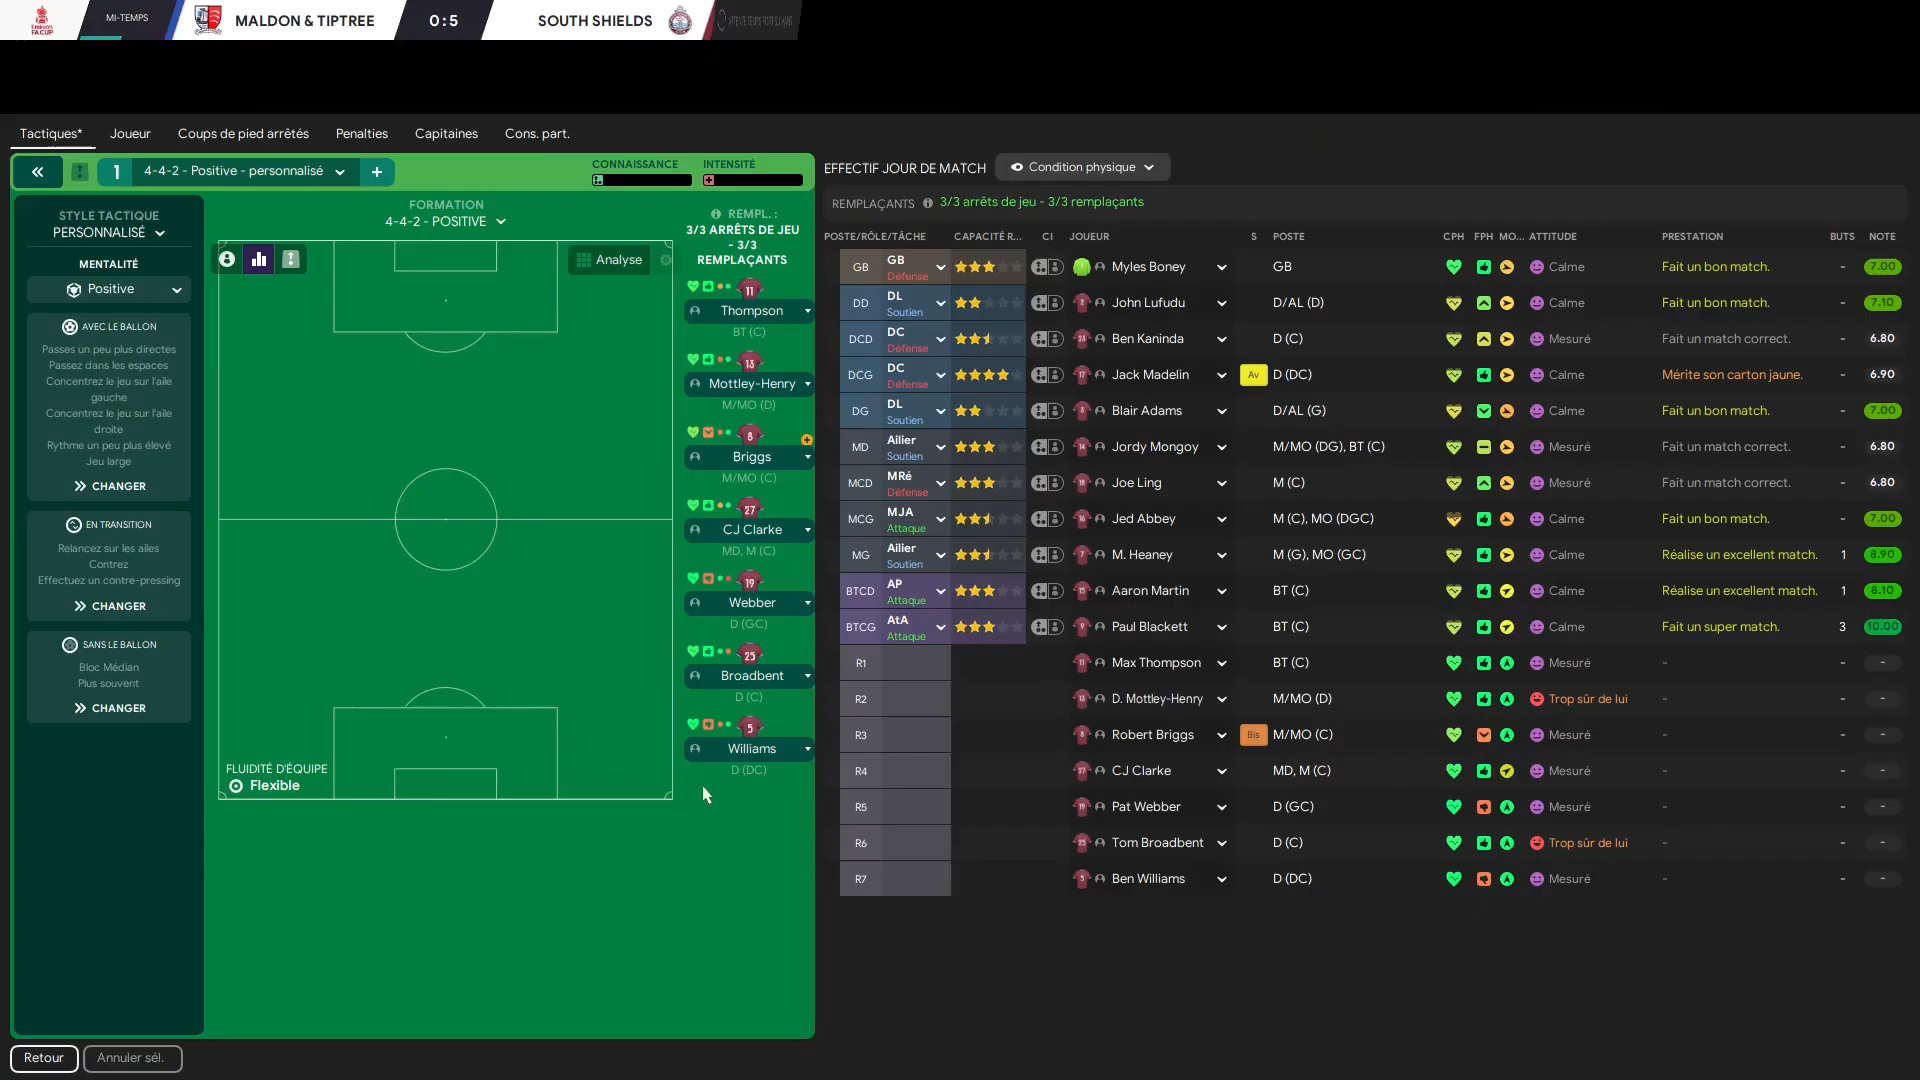 Emirates FA CUP
MI-TEMPS
MALDON & TIPTREE
0 : 5
SOUTH SHIELDS
Tactiques*
Joueur
Coups de pied arrêtés
Penalties
Capitaines
Cons. part.
1
4-4-2 - Positive - personnalisé
CONNAISSANCE
INTENSITÉ
STYLE TACTIQUE
PERSONNALISÉ
MENTALITÉ
Positive
AVEC LE BALLON
Passes un peu plus directes
Passez dans les espaces
Concentrez le jeu sur l'aile
gauche
Concentrez le jeu sur l'aile
droite
Rythme un peu plus élevé
Jeu large
CHANGER
EN TRANSITION
Relancez sur les ailes
Contrez
Effectuez un contre-pressing
CHANGER
SANS LE BALLON
Bloc Médian
Plus souvent
CHANGER
FORMATION
4-4-2 - POSITIVE
Analyse
FLUIDITÉ D'ÉQUIPE
Flexible
REMPL. :
3/3 ARRÊTS DE JEU
- 3/3
REMPLAÇANTS
11
Thompson
BT (C)
13
Mottley-Henry
M/MO (D)
8
Briggs
M/MO (C)
27
CJ Clarke
MD, M (C)
19
Webber
D (GC)
25
Broadbent
D (C)
5
Williams
D (DC)
EFFECTIF JOUR DE MATCH
Condition physique
REMPLAÇANTS
3/3 arrêts de jeu - 3/3 remplaçants
POSTE/RÔLE/TÂCHE CAPACITÉ R... CI JOUEUR S POSTE CPH FPH MO... ATTITUDE PRESTATION BUTS NOTE
GB GB Défense Myles Boney GB Calme Fait un bon match. - 7.00
DD DL Soutien John Lufudu D/AL (D) Calme Fait un bon match. - 7.10
DCD DC Défense Ben Kaninda D (C) Mesuré Fait un match correct. - 6.80
DCG DC Défense Jack Madelin Av D (DC) Calme Mérite son carton jaune. - 6.90
DG DL Soutien Blair Adams D/AL (G) Calme Fait un bon match. - 7.00
MD Ailier Soutien Jordy Mongoy M/MO (DG), BT (C) Mesuré Fait un match correct. - 6.80
MCD MRé Défense Joe Ling M (C) Mesuré Fait un match correct. - 6.80
MCG MJA Attaque Jed Abbey M (C), MO (DGC) Calme Fait un bon match. - 7.00
MG Ailier Soutien M. Heaney M (G), MO (GC) Calme Réalise un excellent match. 1 8.90
BTCD AP Attaque Aaron Martin BT (C) Calme Réalise un excellent match. 1 8.10
BTCG AtA Attaque Paul Blackett BT (C) Calme Fait un super match. 3 10.00
R1 Max Thompson BT (C) Mesuré - - -
R2 D. Mottley-Henry M/MO (D) Trop sûr de lui - - -
R3 Robert Briggs Bls M/MO (C) Mesuré - - -
R4 CJ Clarke MD, M (C) Mesuré - - -
R5 Pat Webber D (GC) Mesuré - - -
R6 Tom Broadbent D (C) Trop sûr de lui - - -
R7 Ben Williams D (DC) Mesuré - - -
Retour
Annuler sél.